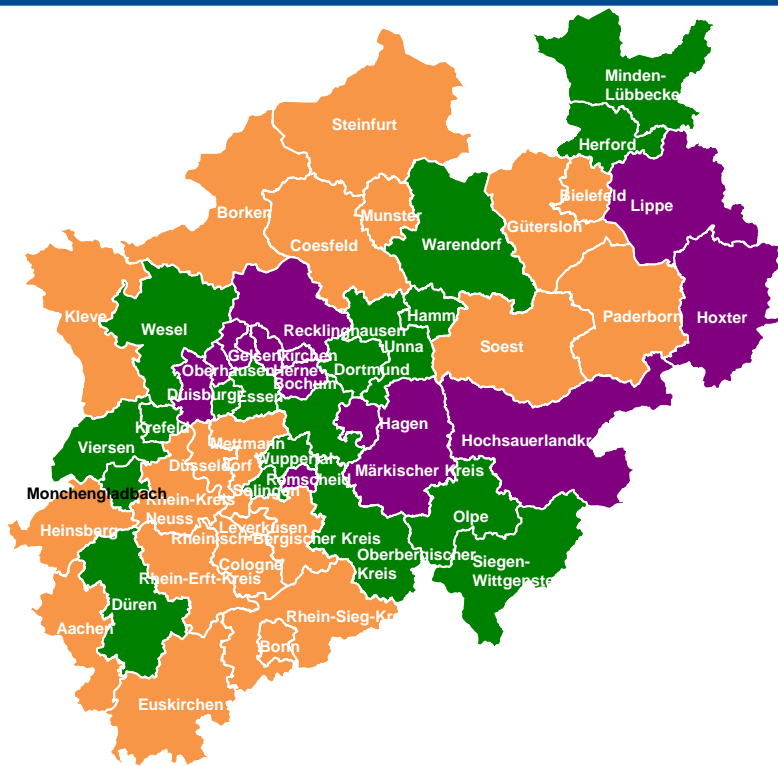 Minden-
Lübbecke
Steinfurt
Herford
Bielefeld
Lippe
Borken
Munster
Gütersloh
Coesfeld
Warendorf
Kleve
Wesel
Hamm
Paderborn
Hoxter
Recklinghausen
Unna
Soest
Gelsenkirchen
Oberhausen
Herne
Dortmund
Bochum
Duisburg
Essen
Krefeld
Hagen
Viersen
Mettmann
Hochsauerlandkr
Wuppertal
Düsseldorf
Märkischer Kreis
Remscheid
Solingen
Monchengladbach
Rhein-Kreis
Neuss
Olpe
Heinsberg
Leverkusen
Rheinisch-Bergischer Kreis
Oberbergischer
Kreis
Cologne
Siegen-
Wittgenste
Rhein-Erft-Kreis
Düren
Rhein-Sieg-Kr
Aachen
Bonn
Euskirchen